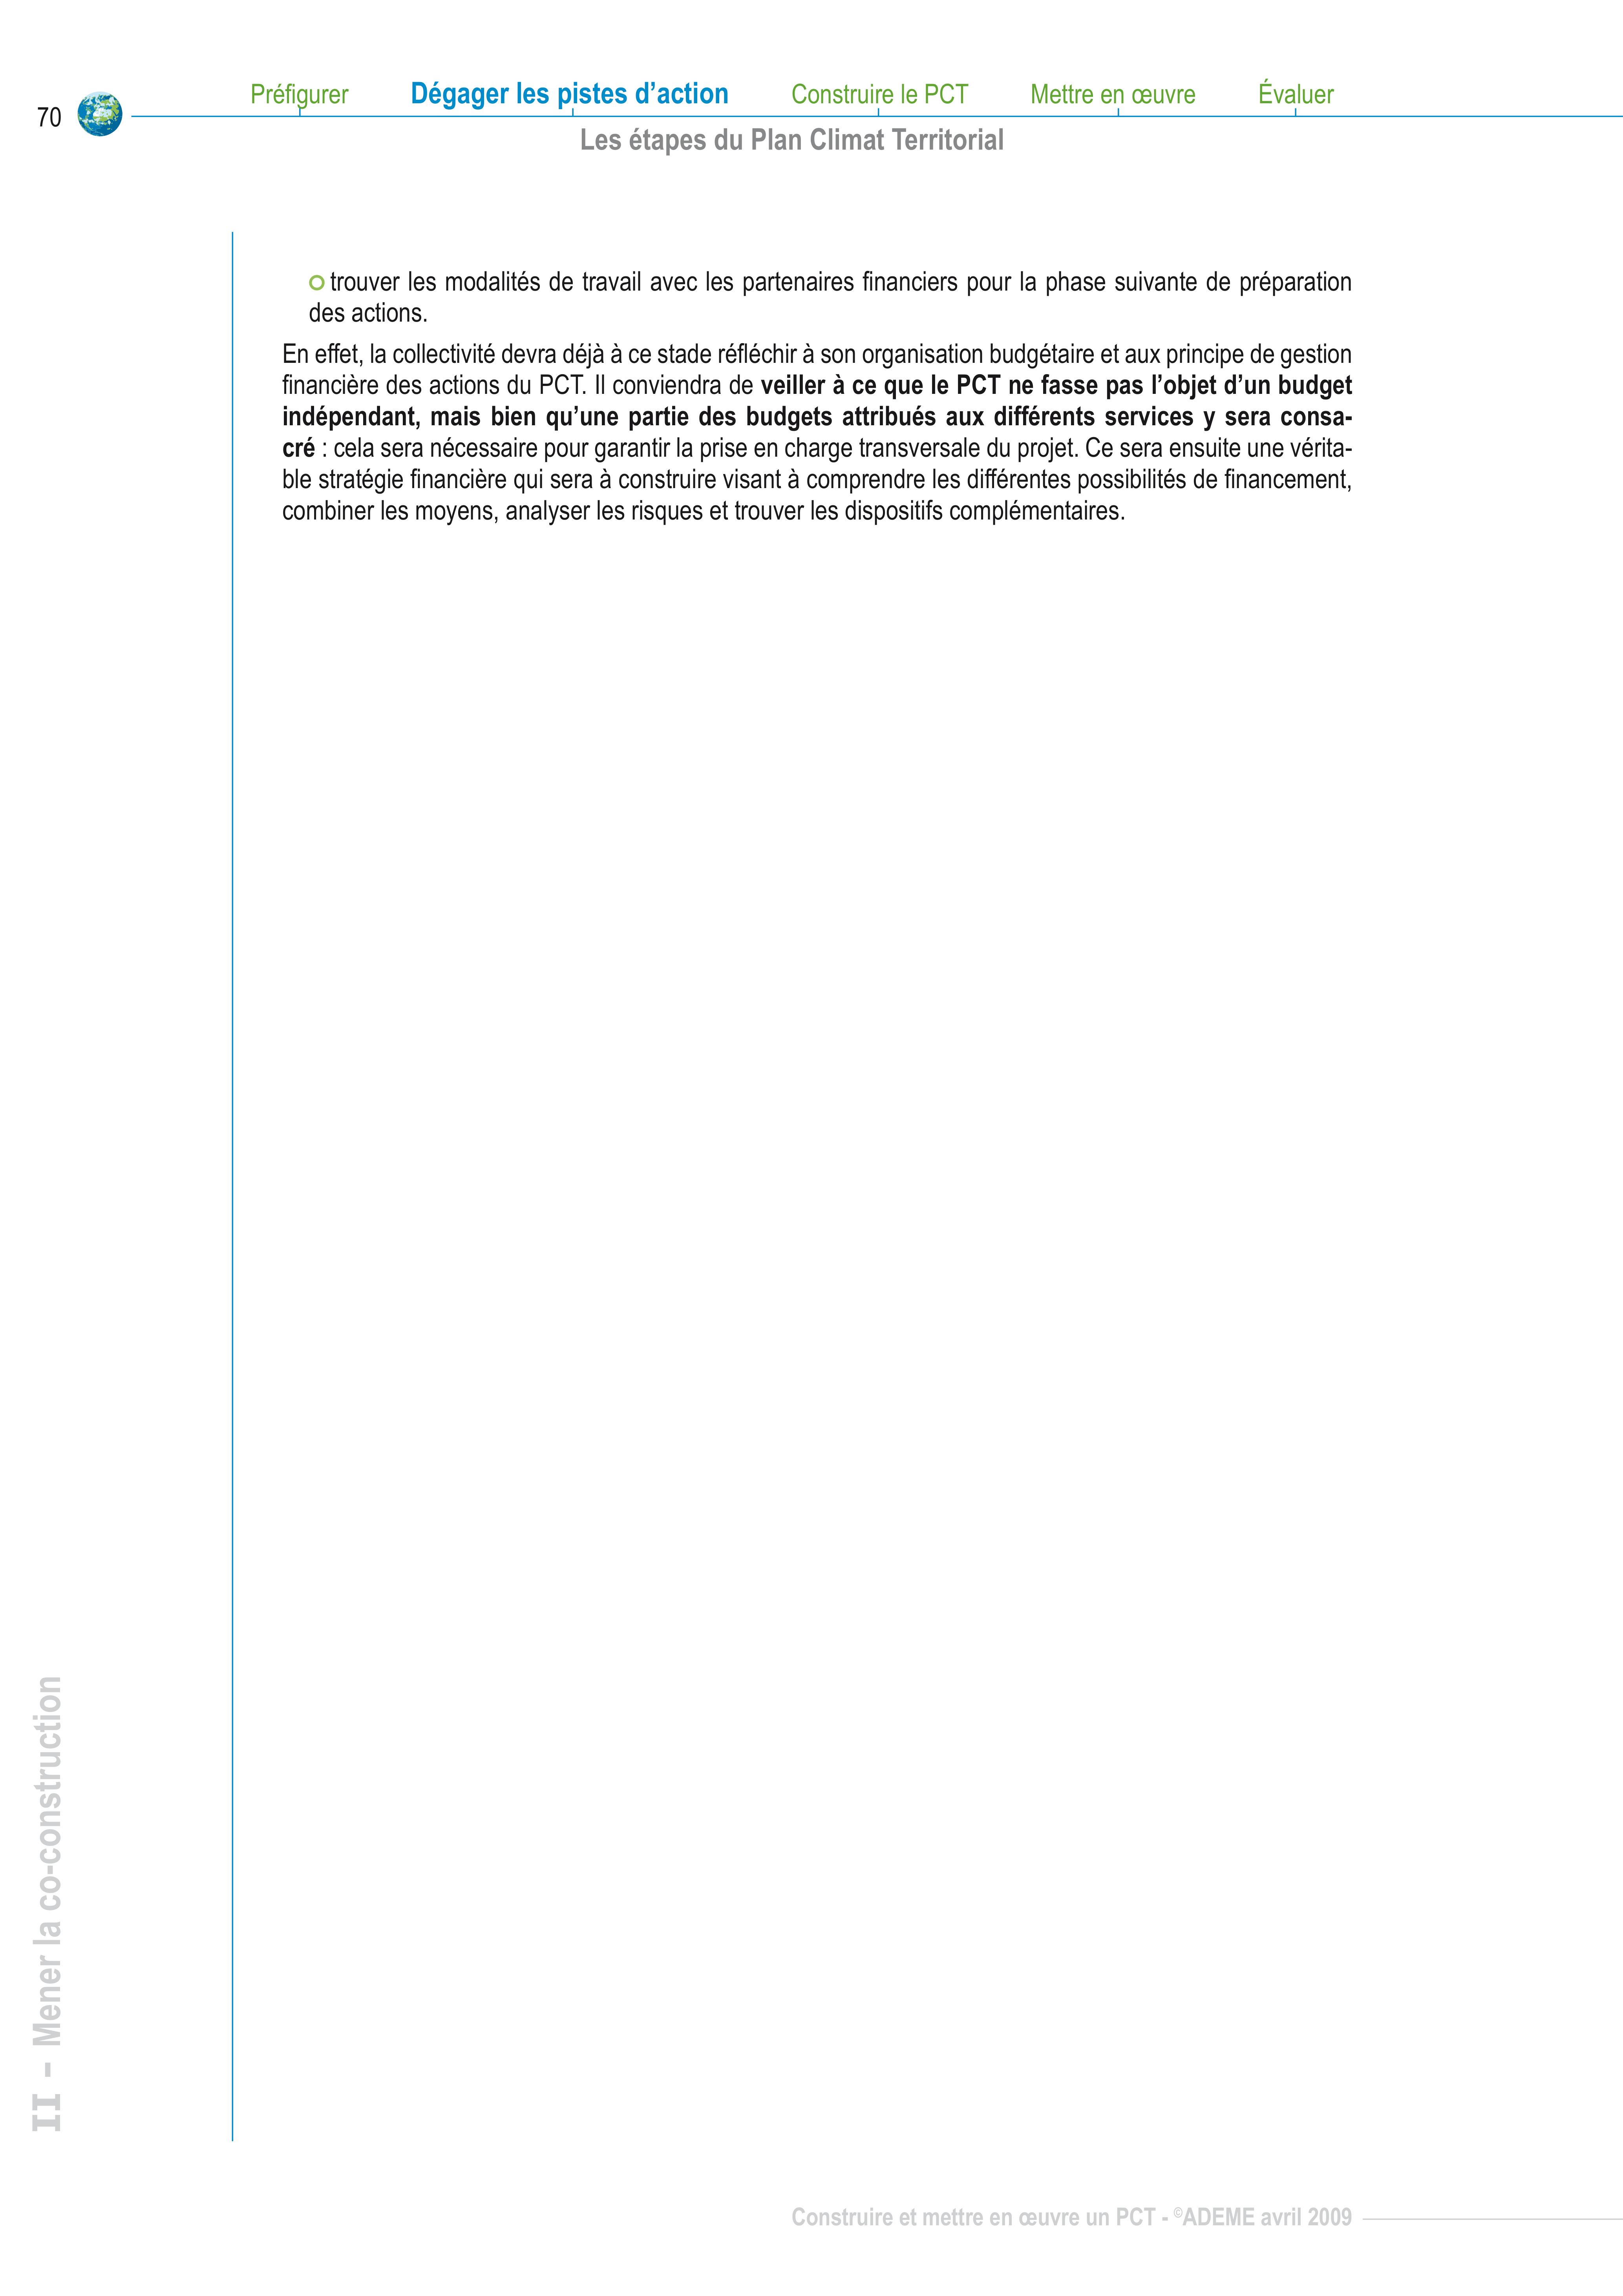 70
Préfigurer Dégager les pistes d’action Construire le PCT Mettre en œuvre Évaluer
Les étapes du Plan Climat Territorial
trouver les modalités de travail avec les partenaires financiers pour la phase suivante de préparation
des actions.
En effet, la collectivité devra déjà à ce stade réfléchir à son organisation budgétaire et aux principe de gestion
financière des actions du PCT. Il conviendra de veiller à ce que le PCT ne fasse pas l’objet d’un budget
indépendant, mais bien qu’une partie des budgets attribués aux différents services y sera consa-
cré : cela sera nécessaire pour garantir la prise en charge transversale du projet. Ce sera ensuite une vérita-
ble stratégie financière qui sera à construire visant à comprendre les différentes possibilités de financement,
combiner les moyens, analyser les risques et trouver les dispositifs complémentaires.
II - Mener la co-construction
Construire et mettre en œuvre un PCT - ©ADEME avril 2009